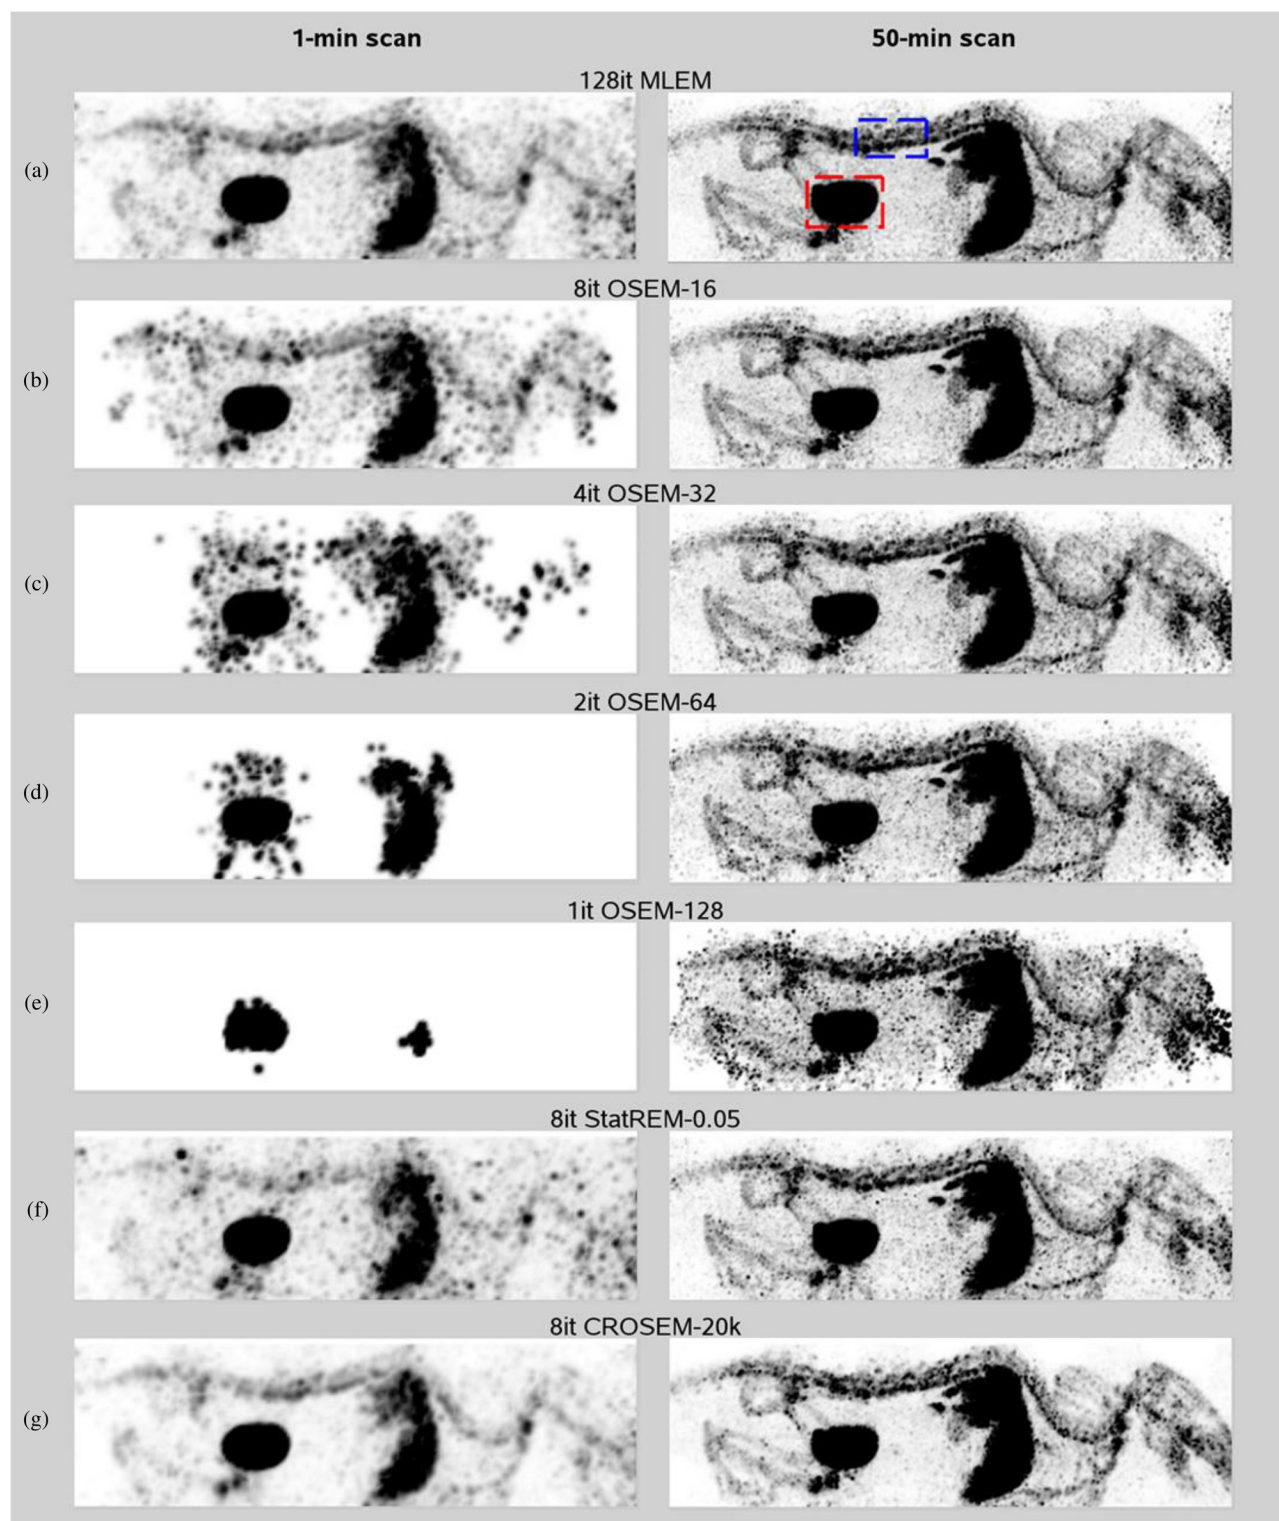 1-min scan 50-min scan
128it MLEM
(a)
8it OSEM-16
(b)
4it OSEM-32
(c)
2it OSEM-64
(d)
1it OSEM-128
(e)
8it StatREM-0.05
(f)
8it CROSEM-20k
(g)